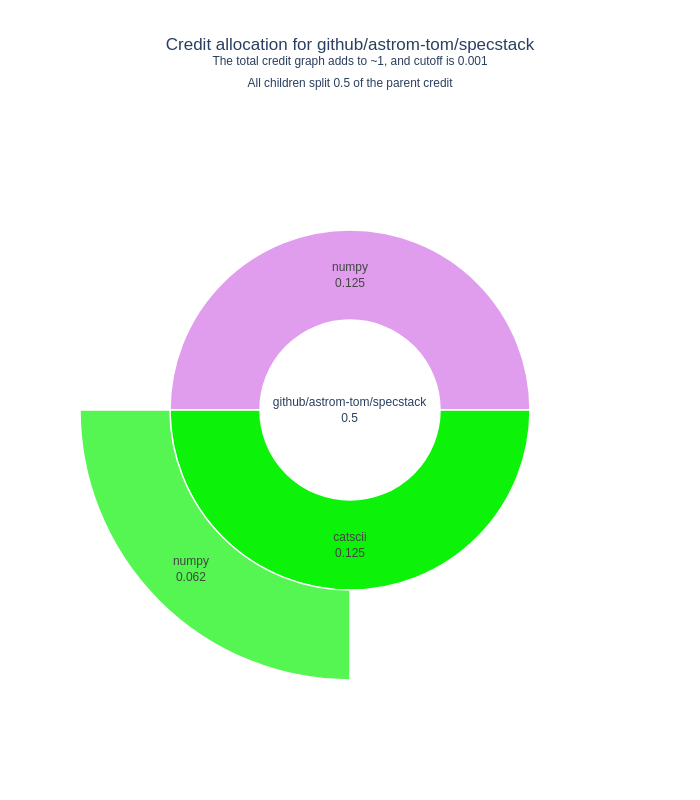 Credit allocation for github/astrom-tom/specstack
The total credit graph adds to ~1, and cutoff is 0.001
All children split 0.5 of the parent credit
numpy
0.125
github/astrom-tom/specstack
0.5
catscii
0.125
numpy
0.062